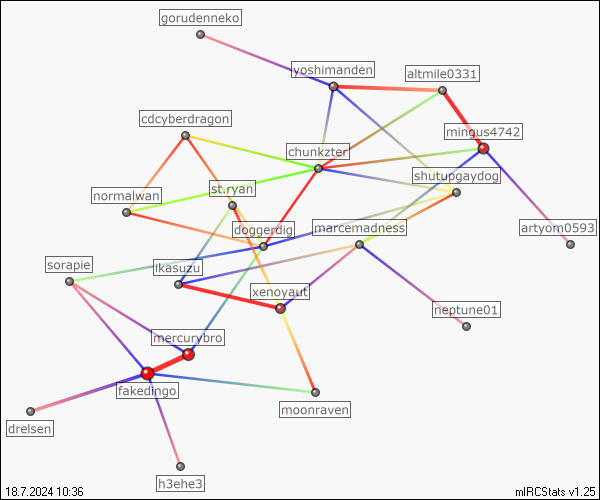 gorudenneko
yoshimanden
altmile0331
cdcyberdragon
mingus4742
chunkzter
shutupgaydog
normalwan
st.ryan
doggerdig
marcemadness
artyom0593
sorapie
ikasuzu
xenoyaut
neptune01
mercurybro
fakedingo
moonraven
drelsen
h3ehe3
18.7.2024 10:36
mIRCStats v1.25